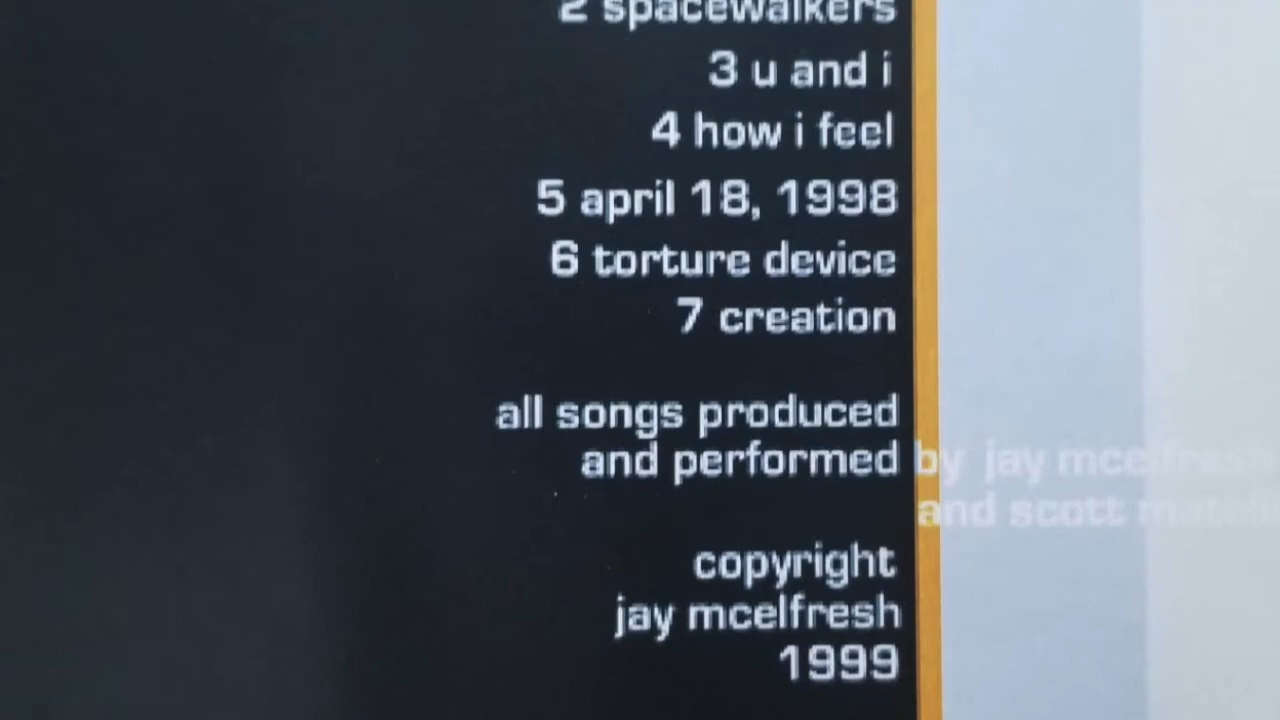 2 spacewalkers
3 u and i
4 how i feel
5 april 18, 1998
6 torture device
7 creation
all songs produced
and performed by jay mcelfresh
and scott
copyright
jay mcelfresh
1999